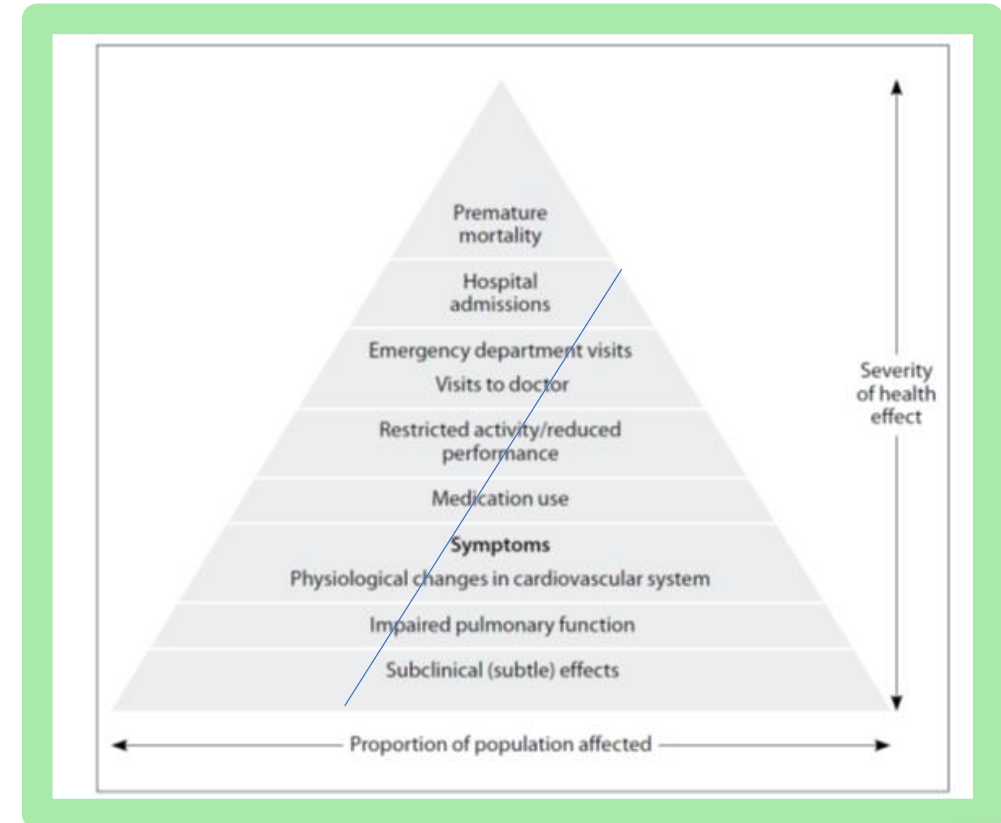 Premature
mortality
Hospital
admissions
Emergency department visits
Visits to doctor
Restricted activity/reduced
performance
Medication use
Symptoms
Physiological changes in cardiovascular system
Impaired pulmonary function
Subclinical (subtle) effects
Severity
of health
effect
Proportion of population affected